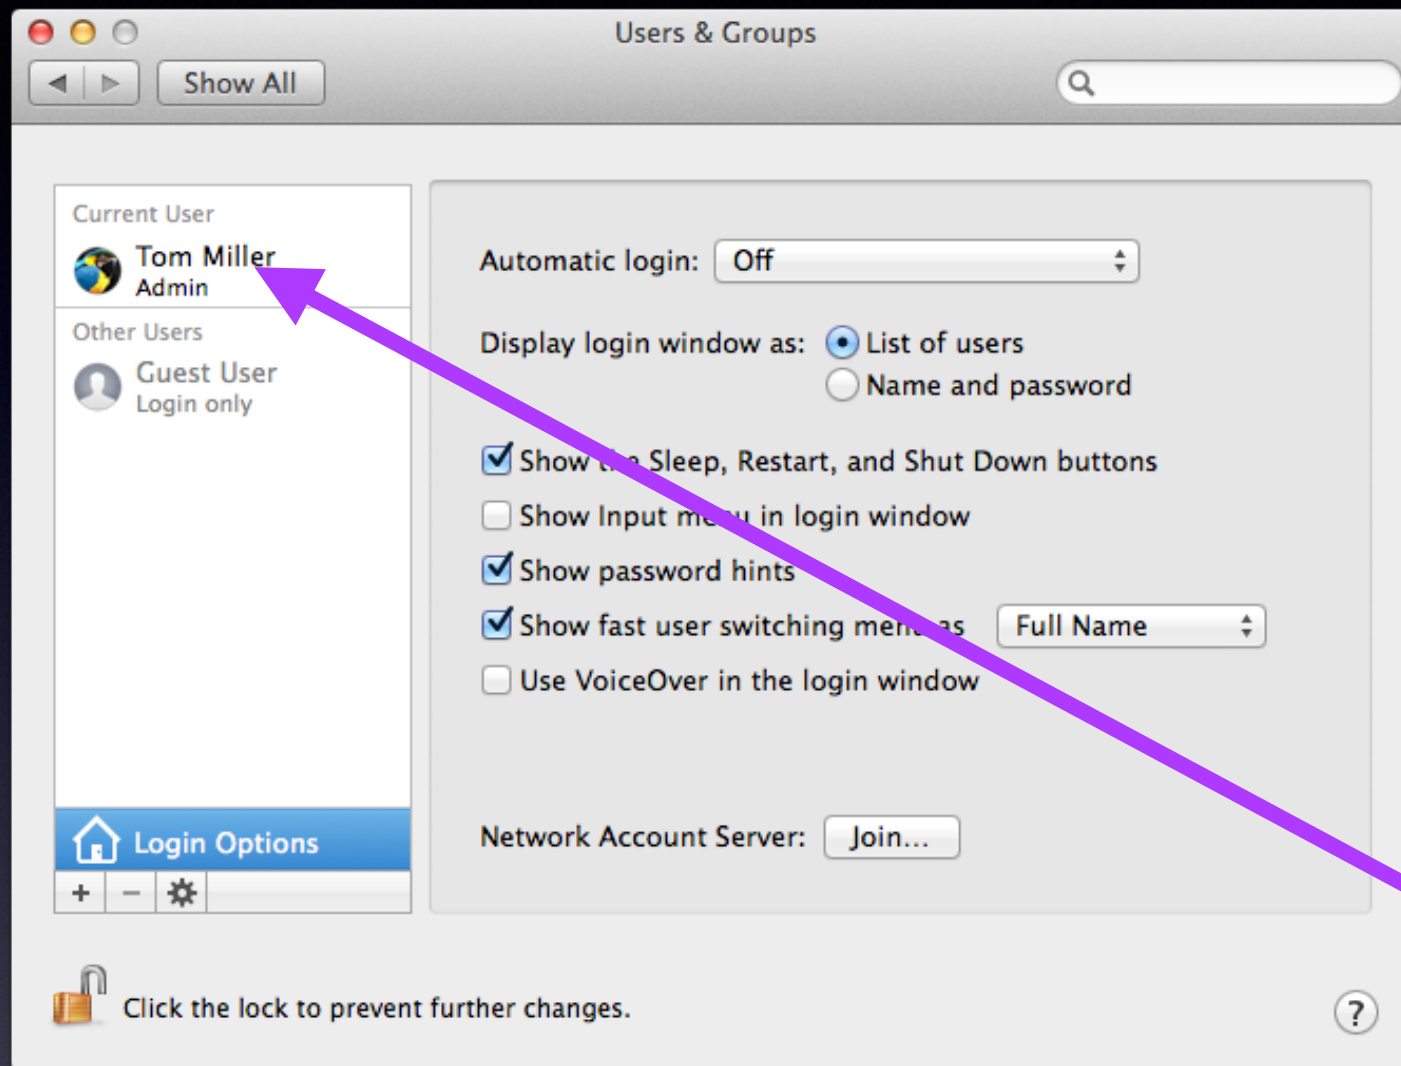 Users & Groups
Show All
Current User
Tom Miller
Admin
Other Users
Guest User
Login only
Login Options
Automatic login: Off
Display login window as: List of users
Name and password
Show the Sleep, Restart, and Shut Down buttons
Show Input menu in login window
Show password hints
Show fast user switching menu as Full Name
Use VoiceOver in the login window
Network Account Server: Join...
Click the lock to prevent further changes.
?